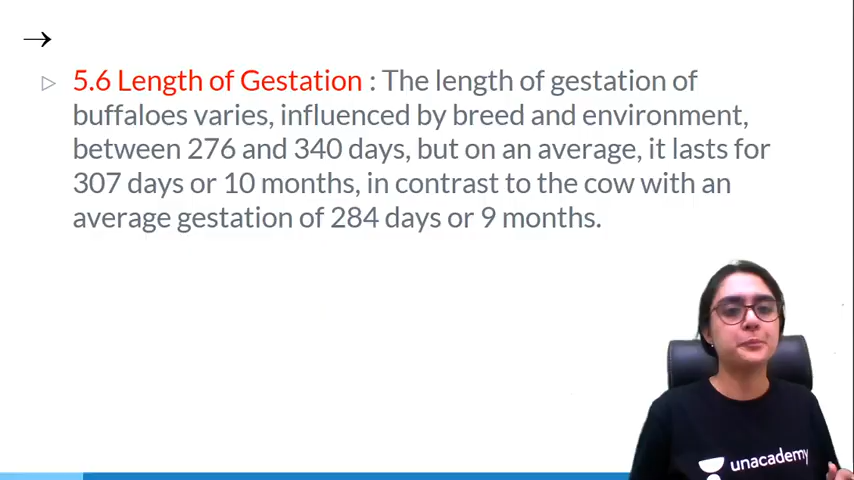 →
▷ 5.6 Length of Gestation : The length of gestation of
buffaloes varies, influenced by breed and environment,
between 276 and 340 days, but on an average, it lasts for
307 days or 10 months, in contrast to the cow with an
average gestation of 284 days or 9 months.
unacademy